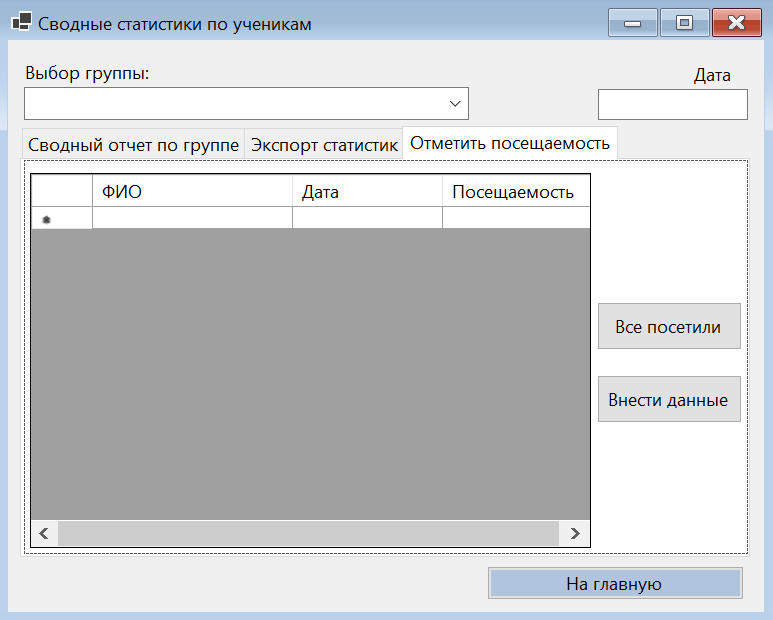 Сводные статистики по ученикам
Выбор группы:
Дата
Сводный отчет по группе
Экспорт статистик
Отметить посещаемость
ФИО
Дата
Посещаемость
Все посетили
Внести данные
На главную